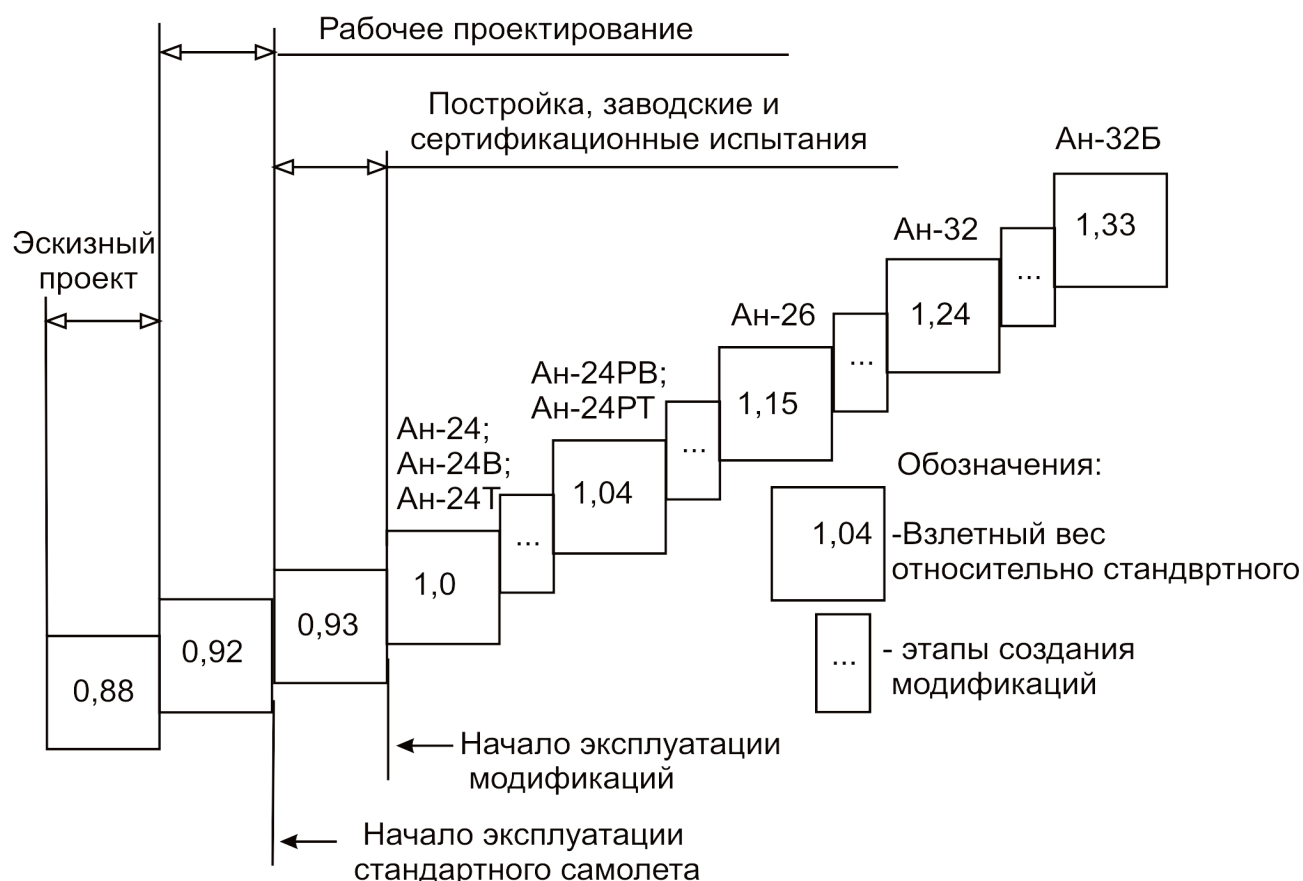 Рабочее проектирование
Постройка, заводские и
сертификационные испытания
Ан-32Б
1,33
Эскизный
проект
Ан-32
...
1,24
Ан-26
...
1,15
Ан-24РВ;
Ан-24РТ
...
1,04
Ан-24;
Ан-24В;
Ан-24Т
...
1,0
0,93
0,92
0,88
Обозначения:
1,04
-Взлетный вес
относительно стандвртного
...
- этапы создания
модификаций
Начало эксплуатации
модификаций
Начало эксплуатации
стандартного самолета